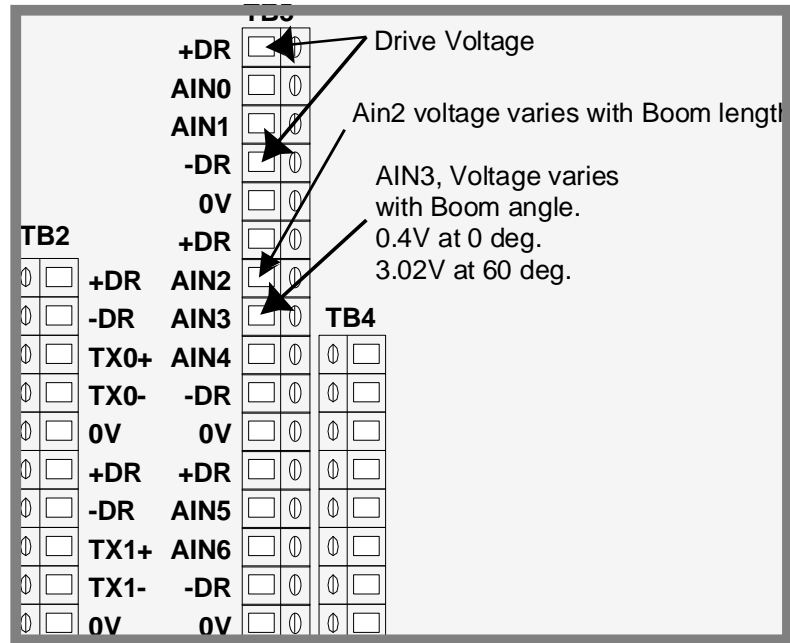 TB3
+DR
AIN0
AIN1
-DR
0V
+DR
AIN2
AIN3
AIN4
-DR
0V
+DR
AIN5
AIN6
-DR
0V
Drive Voltage
Ain2 voltage varies with Boom lengt
AIN3, Voltage varies
with Boom angle.
0.4V at 0 deg.
3.02V at 60 deg.
TB2
+DR
-DR
TX0+
TX0-
0V
+DR
-DR
TX1+
TX1-
0V
TB4